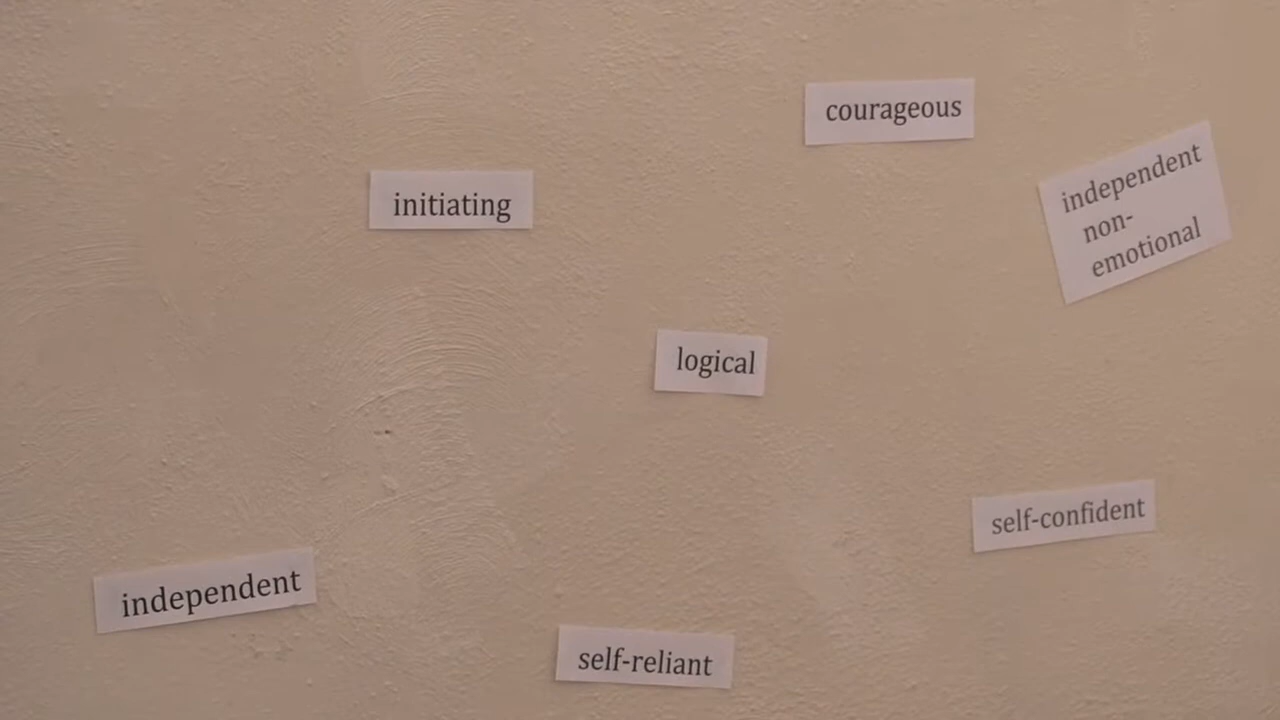 courageous
initiating
independent
non-
emotional
logical
self-confident
independent
self-reliant